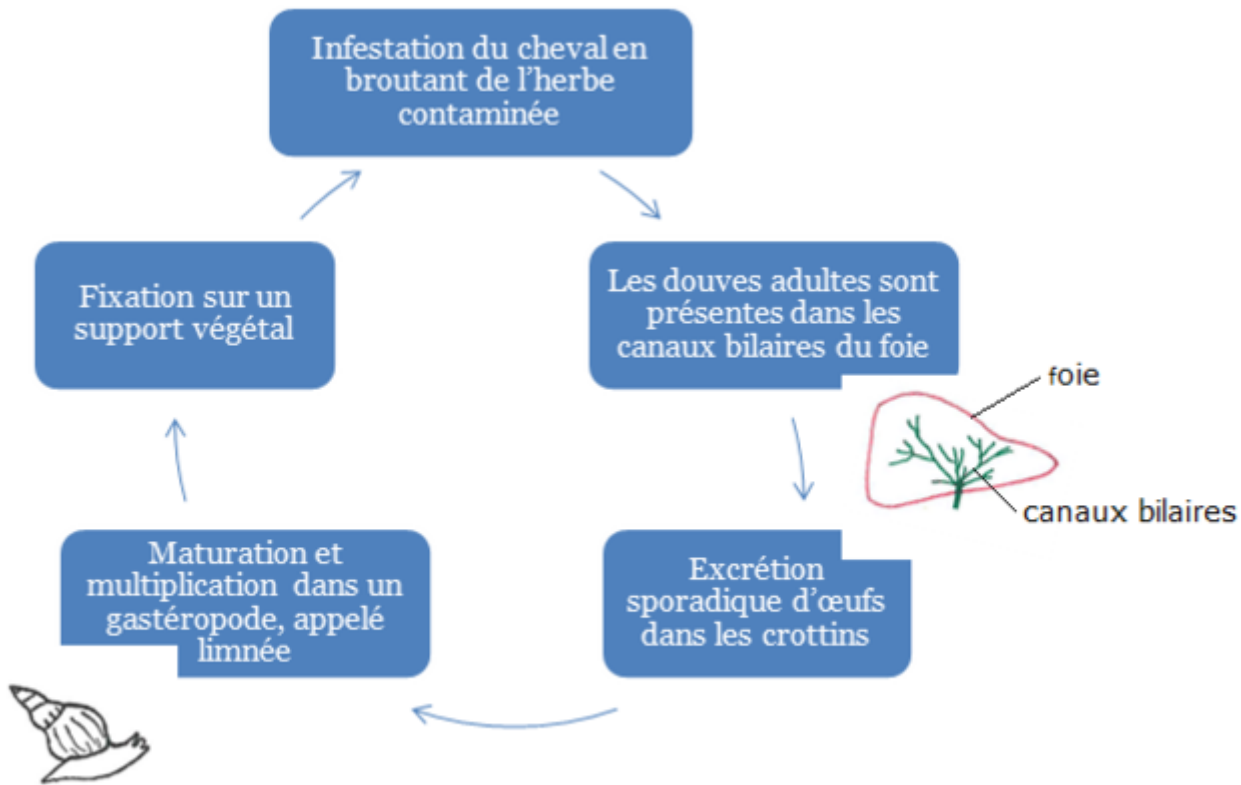 Infestation du cheval en
broutant de l'herbe
contaminée
Les douves adultes sont
présentes dans les
canaux bilaires du foie
foie
canaux bilaires
Excrétion
sporadique d'œufs
dans les crottins
Maturation et
multiplication dans un
gastéropode, appelé
limnée
Fixation sur un
support végétal